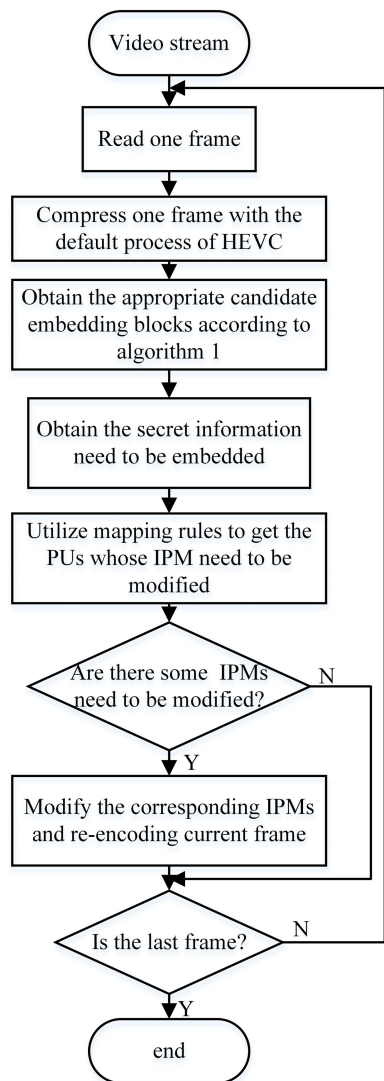 Video stream
Read one frame
Compress one frame with the
default process of HEVC
Obtain the appropriate candidate
embedding blocks according to
algorithm 1
Obtain the secret information
need to be embedded
Utilize mapping rules to get the
PUs whose IPM need to be
modified
Are there some IPMs
need to be modified?
N
Y
Modify the corresponding IPMs
and re-encoding current frame
Is the last frame?
N
Y
end